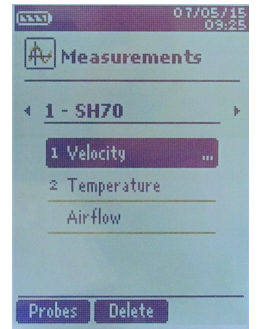 07/05/15
09:25
Measurements
1 - SH70
1 Velocity ...
2 Temperature
Airflow
Probes Delete